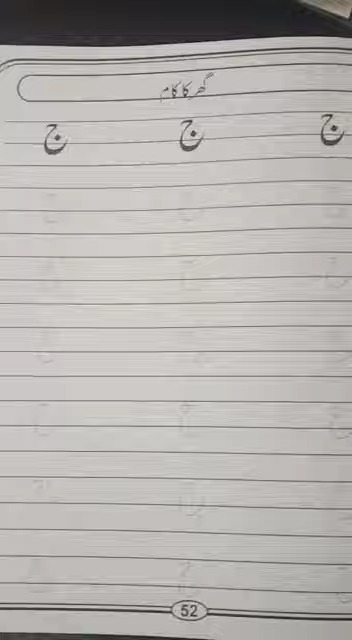 گھر کا کام
ج ج ج
52